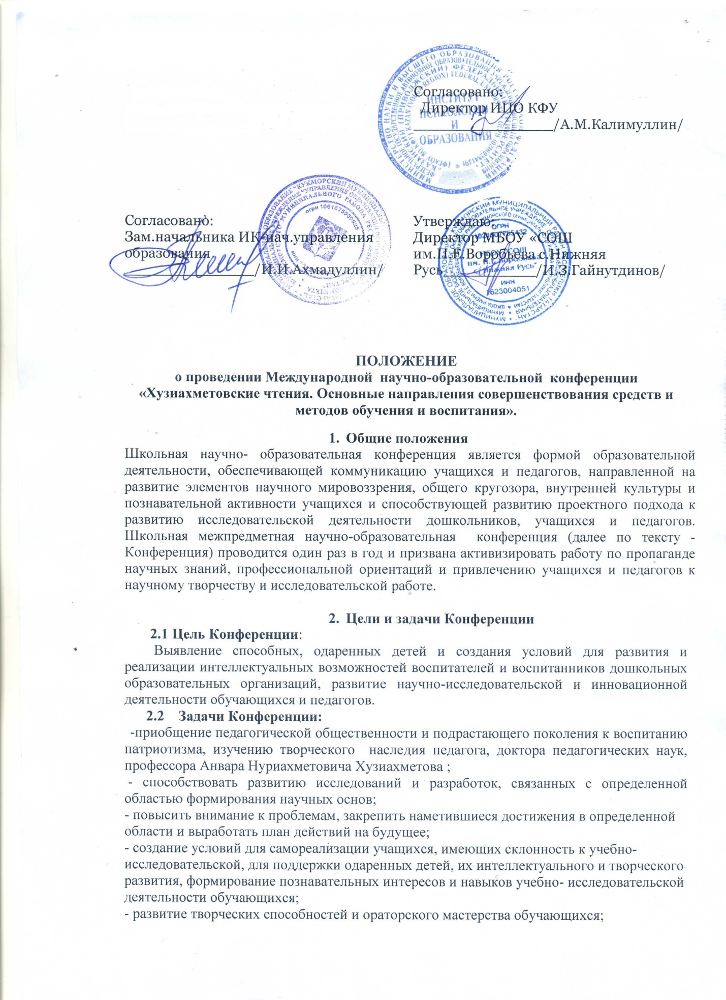 Согласовано:
Директор ИПО КФУ
/А.М.Калимуллин/
ИНСТИТУТ
ПСИХОЛОГИИ
И
ОБРАЗОВАНИЯ
Согласовано:
Зам.начальника ИК-нач.управления
образования
/И.И.Ахмадуллин/
огрн 1061675000925
Утверждаю:
Директор МБОУ «СОШ
им.П.Е.Воробьева с.Нижняя
Русь /И.З.Гайнутдинов/
ОГРН
ИНН
1623004051
ПОЛОЖЕНИЕ
о проведении Международной научно-образовательной конференции
«Хузиахметовские чтения. Основные направления совершенствования средств и
методов обучения и воспитания».
1. Общие положения
Школьная научно- образовательная конференция является формой образовательной
деятельности, обеспечивающей коммуникацию учащихся и педагогов, направленной на
развитие элементов научного мировоззрения, общего кругозора, внутренней культуры и
познавательной активности учащихся и способствующей развитию проектного подхода к
развитию исследовательской деятельности дошкольников, учащихся и педагогов.
Школьная межпредметная научно-образовательная конференция (далее по тексту -
Конференция) проводится один раз в год и призвана активизировать работу по пропаганде
научных знаний, профессиональной ориентаций и привлечению учащихся и педагогов к
научному творчеству и исследовательской работе.
2. Цели и задачи Конференции
2.1 Цель Конференции:
Выявление способных, одаренных детей и создания условий для развития и
реализации интеллектуальных возможностей воспитателей и воспитанников дошкольных
образовательных организаций, развитие научно-исследовательской и инновационной
деятельности обучающихся и педагогов.
2.2 Задачи Конференции:
-приобщение педагогической общественности и подрастающего поколения к воспитанию
патриотизма, изучению творческого наследия педагога, доктора педагогических наук,
профессора Анвара Нуриахметовича Хузиахметова ;
- способствовать развитию исследований и разработок, связанных с определенной
областью формирования научных основ;
- повысить внимание к проблемам, закрепить наметившиеся достижения в определенной
области и выработать план действий на будущее;
- создание условий для самореализации учащихся, имеющих склонность к учебно-
исследовательской, для поддержки одаренных детей, их интеллектуального и творческого
развития, формирование познавательных интересов и навыков учебно- исследовательской
деятельности обучающихся;
- развитие творческих способностей и ораторского мастерства обучающихся;